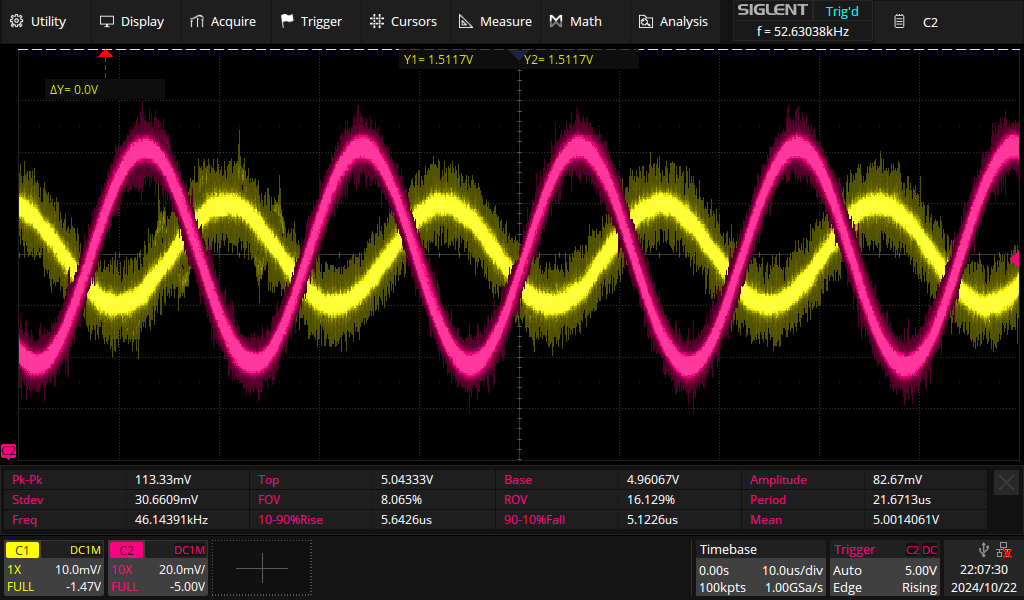 Utility Display Acquire Trigger Cursors Measure Math Analysis SIGLENT Trig'd C2
f = 52.63038kHz
Y1= 1.5117V Y2= 1.5117V
ΔY= 0.0V
C2
Pk-Pk 113.33mV Top 5.04333V Base 4.96067V Amplitude 82.67mV
Stdev 30.6609mV FOV 8.065% ROV 16.129% Period 21.6713us
Freq 46.14391kHz 10-90%Rise 5.6426us 90-10%Fall 5.1226us Mean 5.0014061V
C1 DC1M C2 DC1M Timebase Trigger C2 DC
1X 10.0mV/ 10X 20.0mV/ 0.00s 10.0us/div Auto 5.00V 22:07:30
FULL -1.47V FULL -5.00V 100kpts 1.00GSa/s Edge Rising 2024/10/22